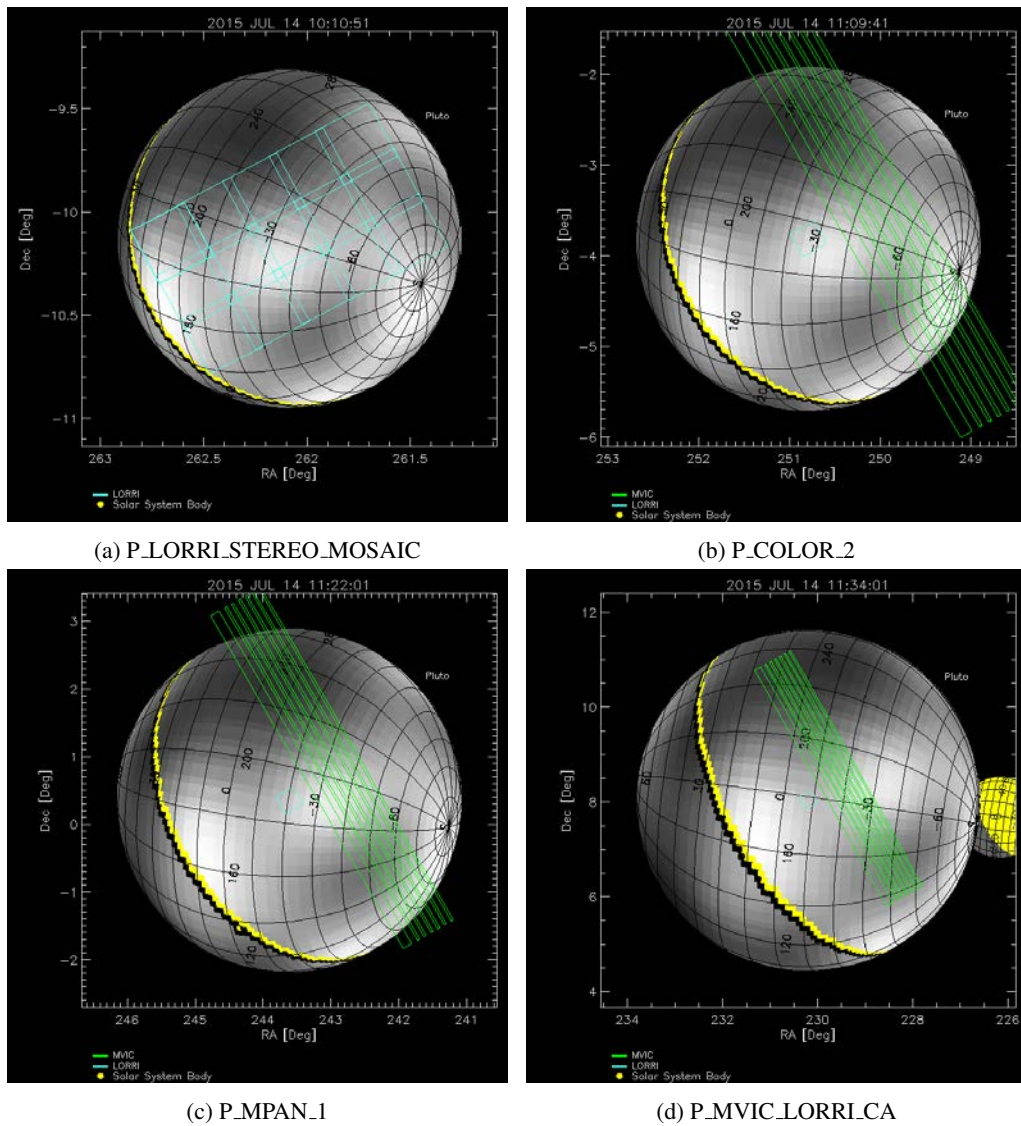 2015 JUL 14 10:10:51
Pluto
240
200
-30
-60
150
S
-9.5
-10
-10.5
-11
Dec [Deg]
263
262.5
262
261.5
RA [Deg]
LORRI
Solar System Body
(a) P_LORRI_STEREO_MOSAIC
2015 JUL 14 11:09:41
Pluto
200
0
-30
-60
160
-2
-3
-4
-5
-6
Dec [Deg]
253
252
251
250
249
RA [Deg]
MVIC
LORRI
Solar System Body
(b) P_COLOR_2
2015 JUL 14 11:22:01
Pluto
200
0
-30
-60
160
120
3
2
1
0
-1
-2
Dec [Deg]
246
245
244
243
242
241
RA [Deg]
MVIC
LORRI
Solar System Body
(c) P_MPAN_1
2015 JUL 14 11:34:01
Pluto
240
200
60
-30
0
-30
-60
160
120
12
10
8
6
4
Dec [Deg]
234
232
230
228
226
RA [Deg]
MVIC
LORRI
Solar System Body
(d) P_MVIC_LORRI_CA